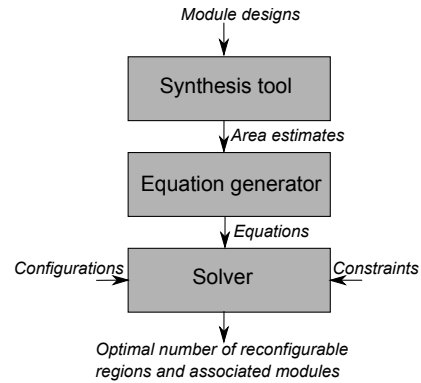 Module designs
Synthesis tool
Area estimates
Equation generator
Equations
Configurations
Solver
Constraints
Optimal number of reconfigurable
regions and associated modules